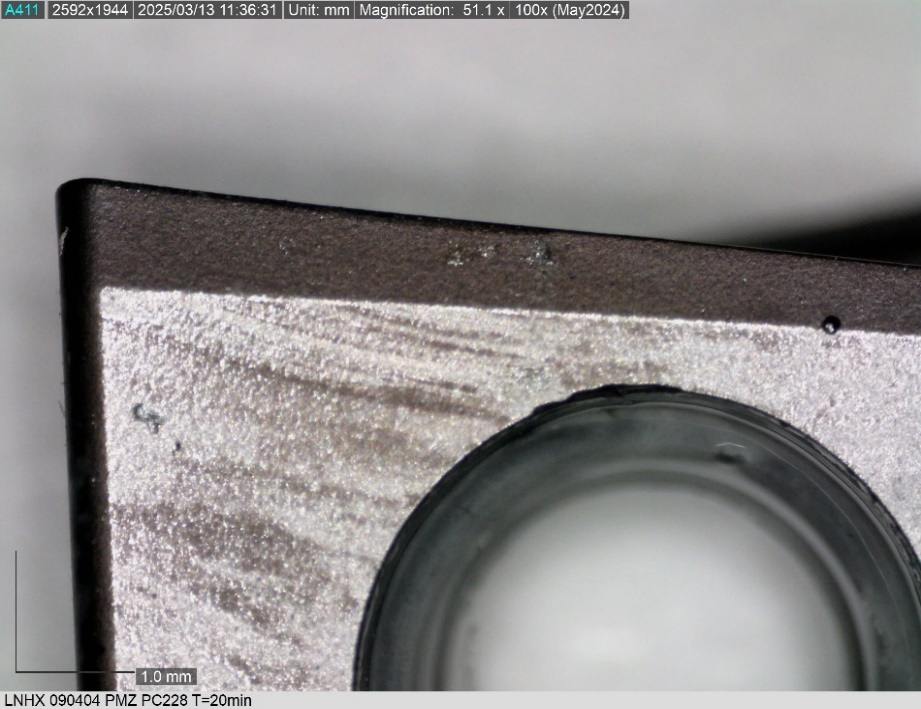 A411 2592x1944 2025/03/13 11:36:31 Unit: mm Magnification: 51.1 x 100x (May2024)
1.0 mm
LNHX 090404 PMZ PC228 T=20min